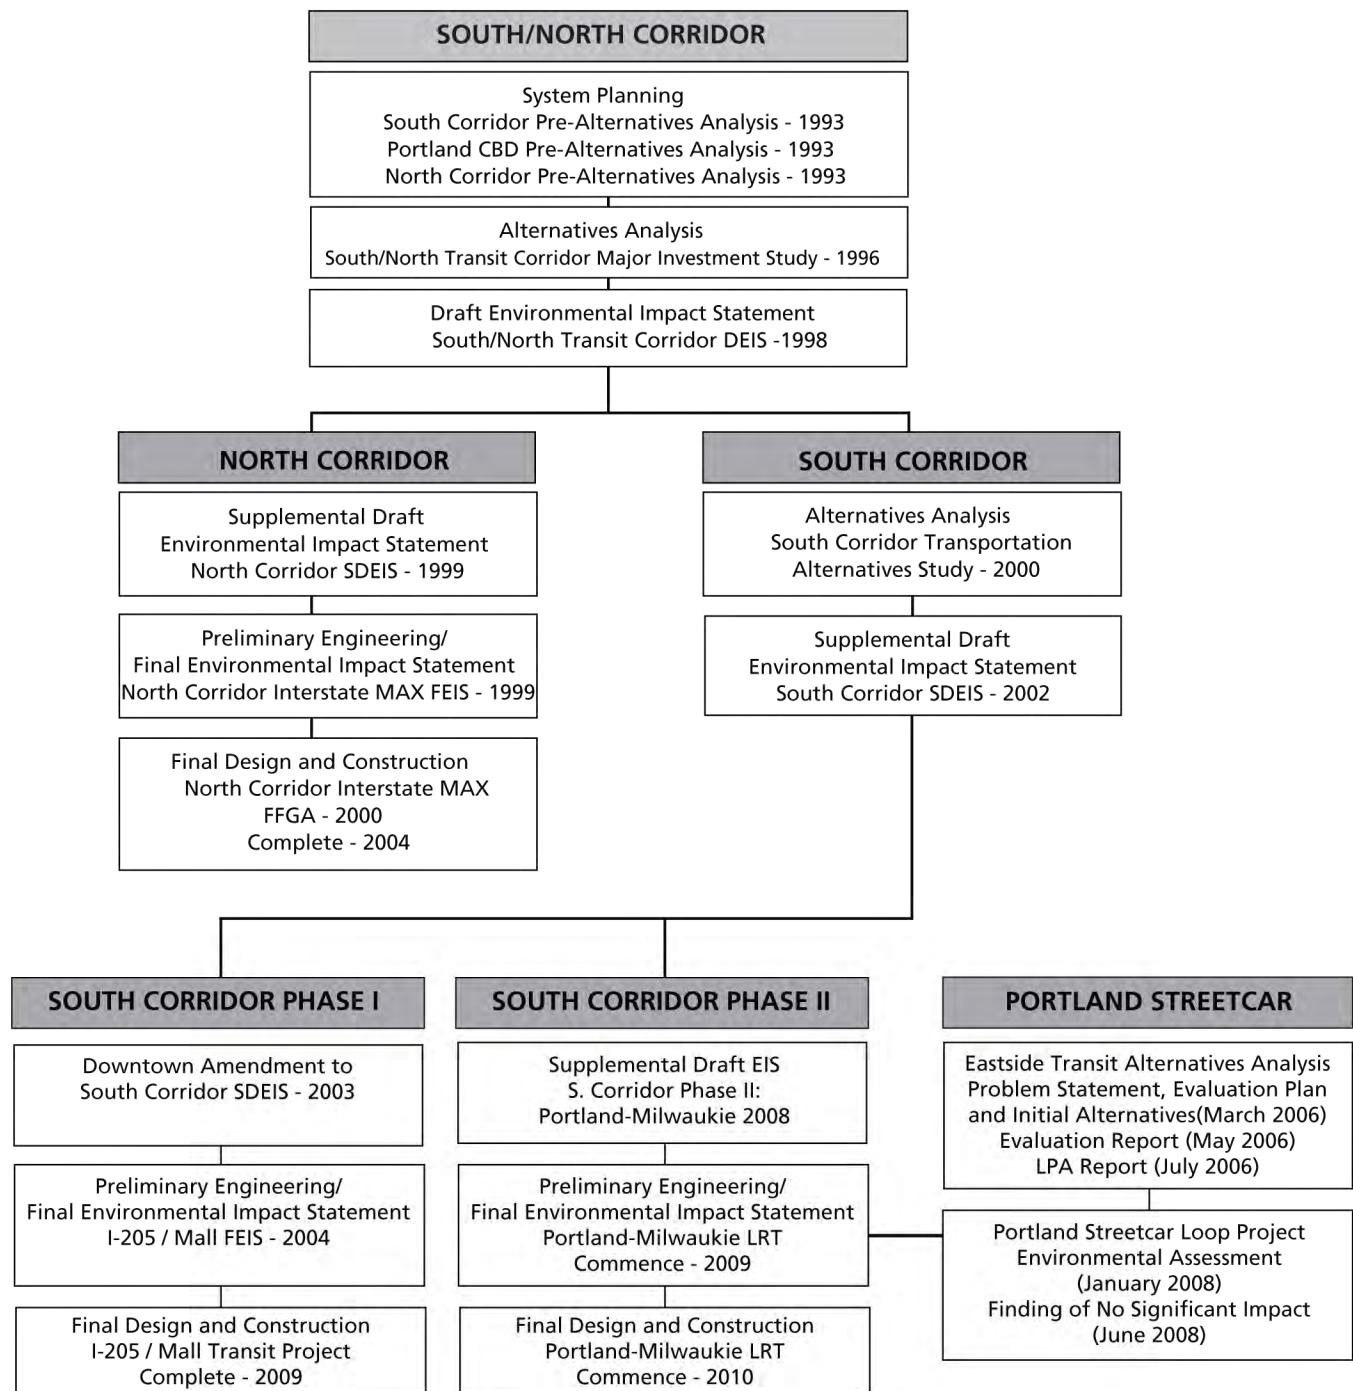 SOUTH/NORTH CORRIDOR
System Planning
South Corridor Pre-Alternatives Analysis - 1993
Portland CBD Pre-Alternatives Analysis - 1993
North Corridor Pre-Alternatives Analysis - 1993
Alternatives Analysis
South/North Transit Corridor Major Investment Study - 1996
Draft Environmental Impact Statement
South/North Transit Corridor DEIS -1998
NORTH CORRIDOR
Supplemental Draft
Environmental Impact Statement
North Corridor SDEIS - 1999
Preliminary Engineering/
Final Environmental Impact Statement
North Corridor Interstate MAX FEIS - 1999
Final Design and Construction
North Corridor Interstate MAX
FFGA - 2000
Complete - 2004
SOUTH CORRIDOR
Alternatives Analysis
South Corridor Transportation
Alternatives Study - 2000
Supplemental Draft
Environmental Impact Statement
South Corridor SDEIS - 2002
SOUTH CORRIDOR PHASE I
Downtown Amendment to
South Corridor SDEIS - 2003
Preliminary Engineering/
Final Environmental Impact Statement
I-205 / Mall FEIS - 2004
Final Design and Construction
I-205 / Mall Transit Project
Complete - 2009
SOUTH CORRIDOR PHASE II
Supplemental Draft EIS
S. Corridor Phase II:
Portland-Milwaukie 2008
Preliminary Engineering/
Final Environmental Impact Statement
Portland-Milwaukie LRT
Commence - 2009
Final Design and Construction
Portland-Milwaukie LRT
Commence - 2010
PORTLAND STREETCAR
Eastside Transit Alternatives Analysis
Problem Statement, Evaluation Plan
and Initial Alternatives(March 2006)
Evaluation Report (May 2006)
LPA Report (July 2006)
Portland Streetcar Loop Project
Environmental Assessment
(January 2008)
Finding of No Significant Impact
(June 2008)